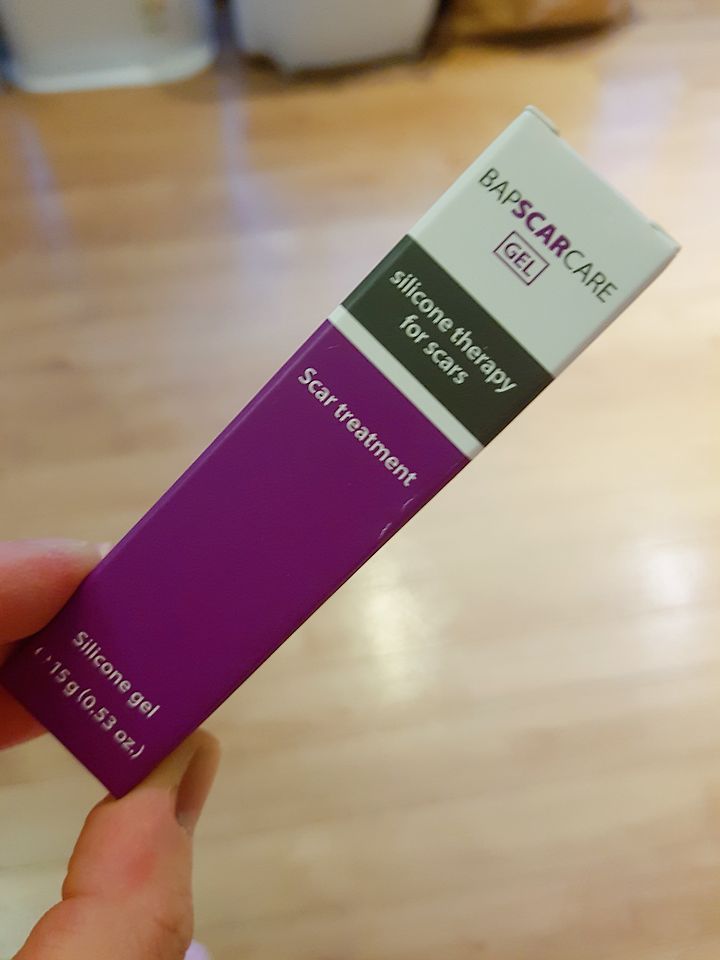 BAPSCARCARE
GEL
silicone therapy
for scars
Scar treatment
Silicone gel
15 g (0.53 oz.)